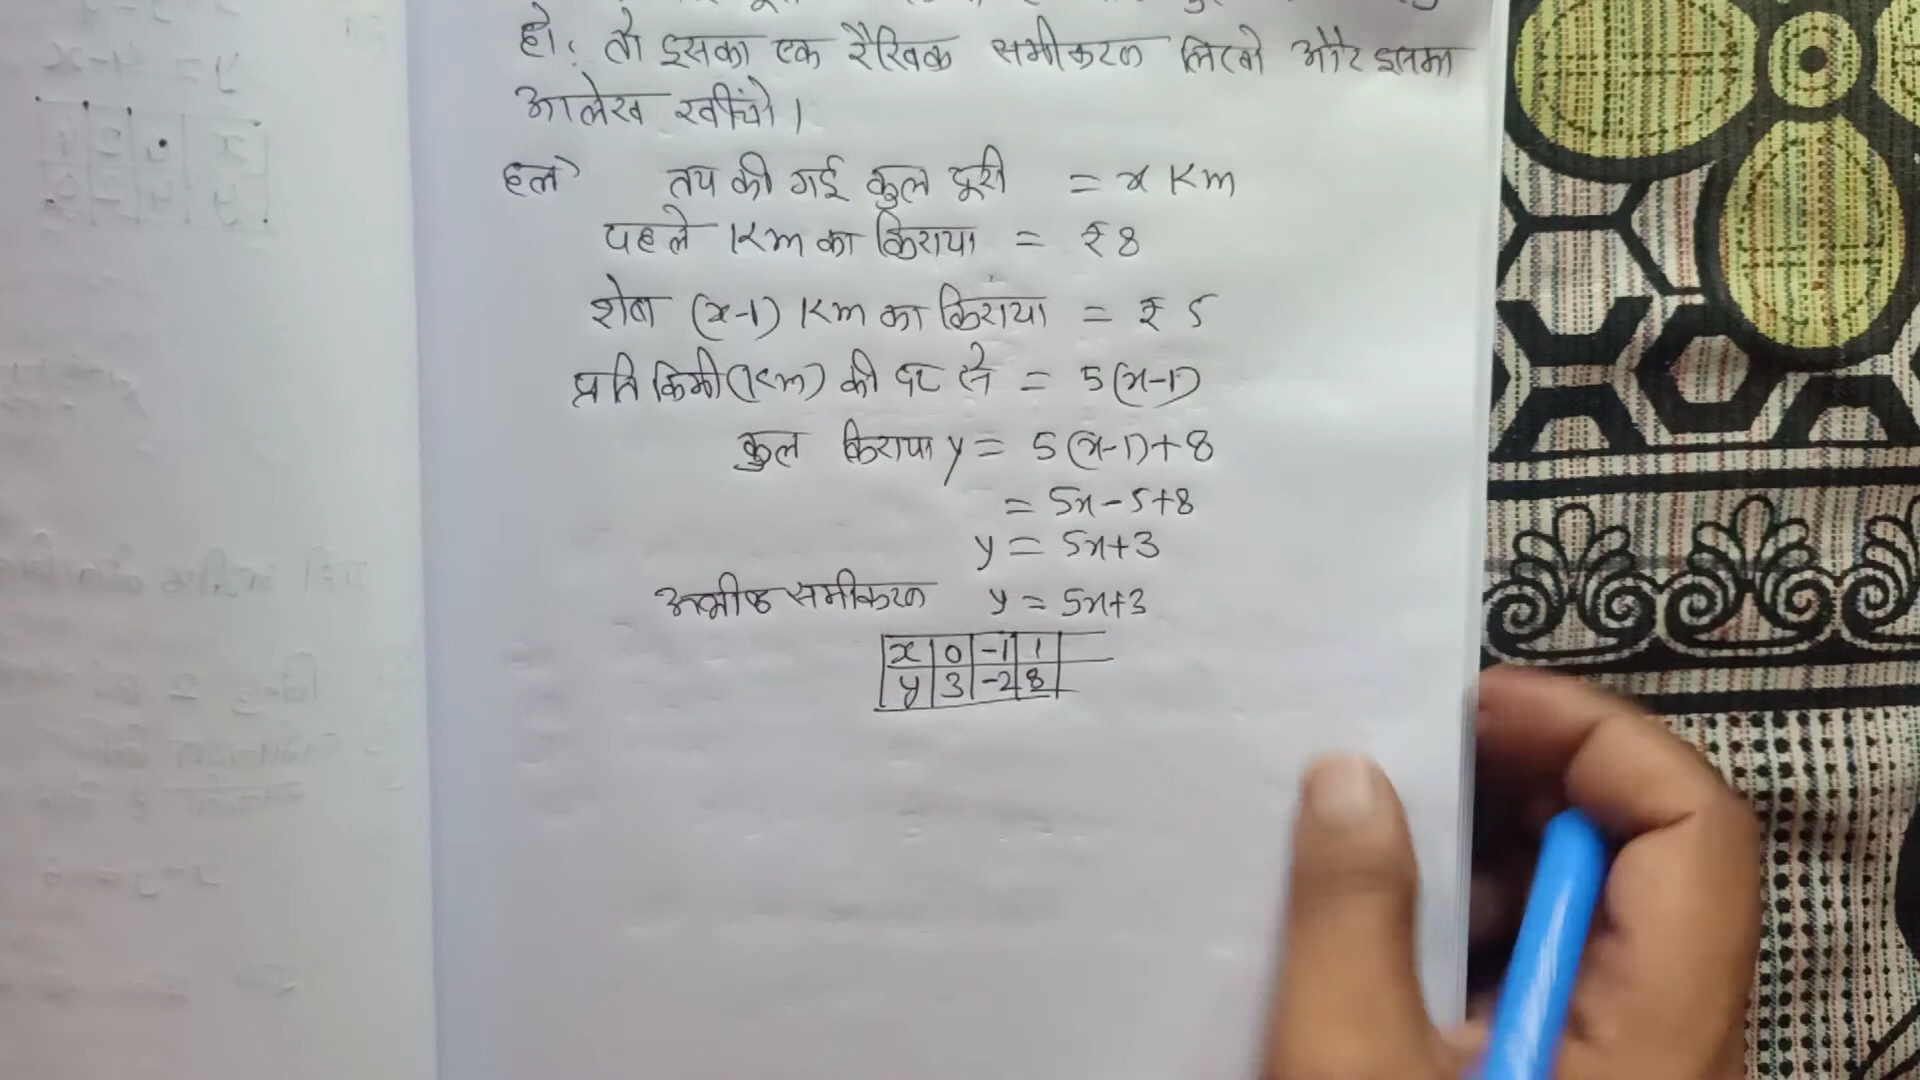 हो, तो इसका एक रैखिक समीकरण लिखो और इसका
आलेख खींचो।
हल तय की गई कुल दूरी = x Km
पहले 1Km का किराया = ₹ 8
शेष (x-1) Km का किराया = ₹ 5
प्रति किमी (1Km) की दर से = 5(x-1)
कुल किराया y = 5(x-1)+8
= 5x-5+8
y = 5x+3
अभीष्ठ समीकरण y = 5x+3
x 0 -1 1
y 3 -2 8